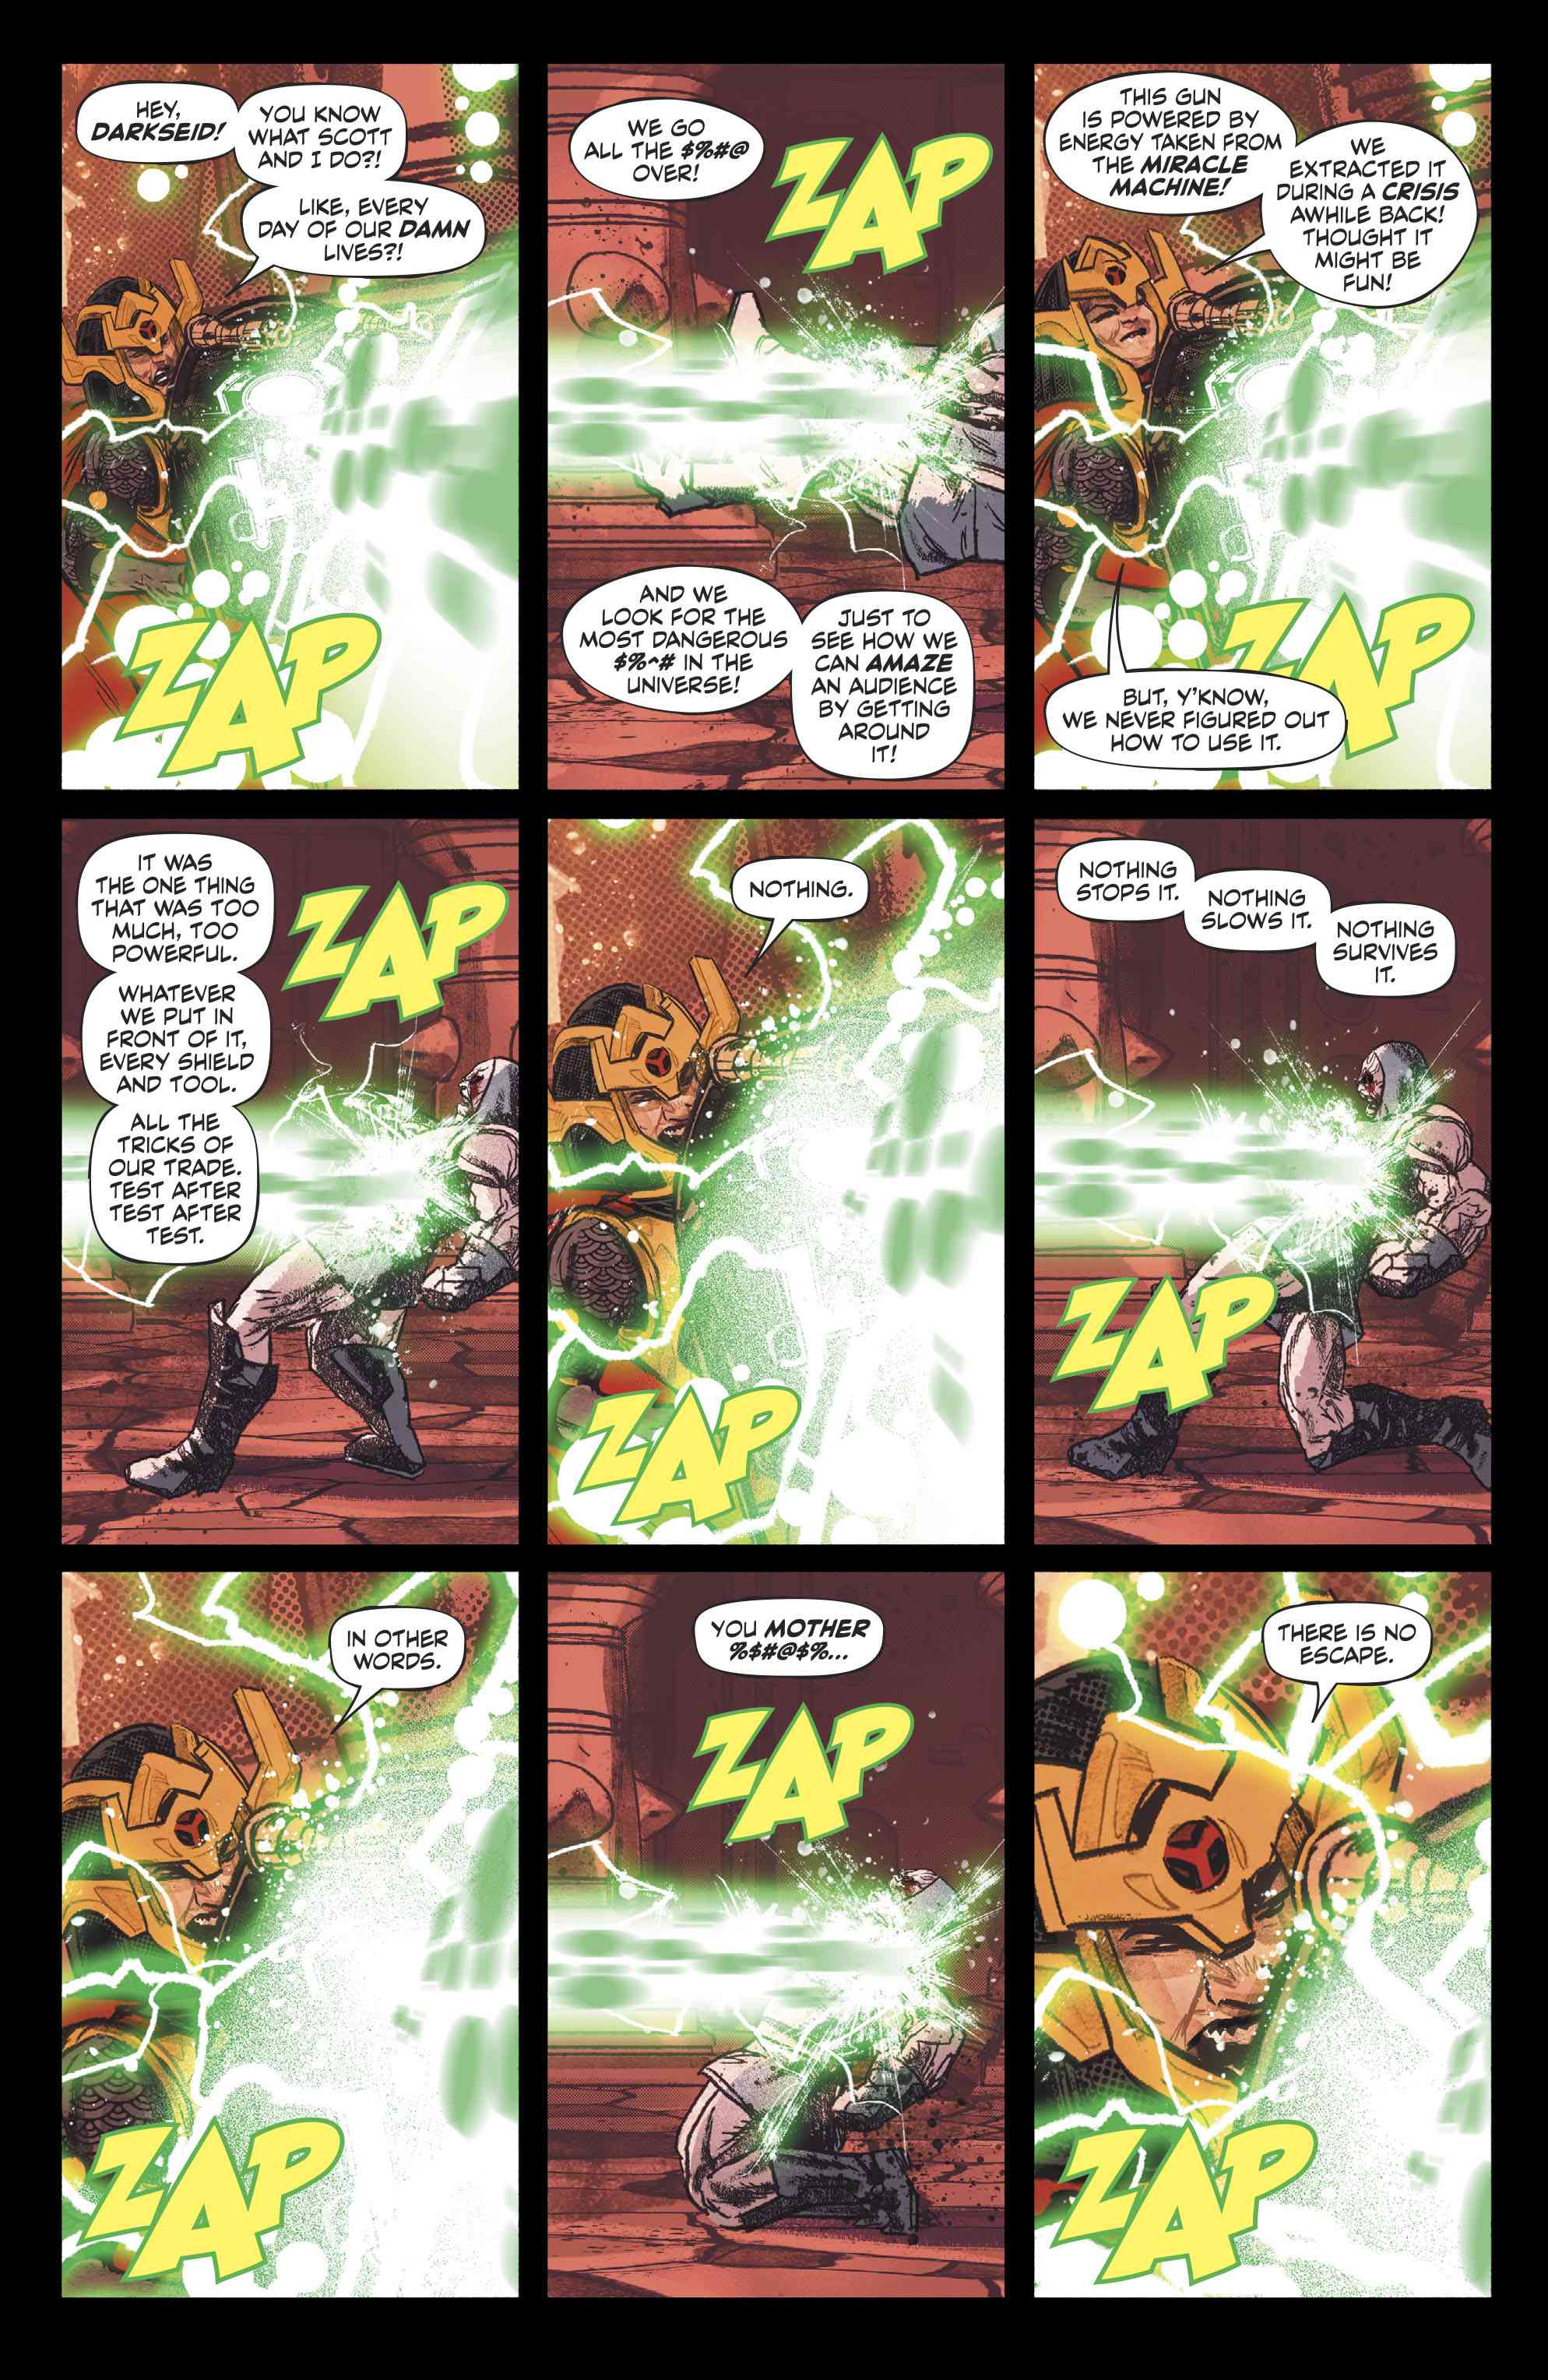 HEY,
DARKSEID!
YOU KNOW
WHAT SCOTT
AND I DO?!
LIKE, EVERY
DAY OF OUR DAMN
LIVES?!
ZAP
WE GO
ALL THE $%#@
OVER!
ZAP
AND WE
LOOK FOR THE
MOST DANGEROUS
$%^# IN THE
UNIVERSE!
JUST TO
SEE HOW WE
CAN AMAZE
AN AUDIENCE
BY GETTING
AROUND
IT!
THIS GUN
IS POWERED BY
ENERGY TAKEN FROM
THE MIRACLE
MACHINE!
WE
EXTRACTED IT
DURING A CRISIS
AWHILE BACK!
THOUGHT IT
MIGHT BE
FUN!
ZAP
BUT, Y'KNOW,
WE NEVER FIGURED OUT
HOW TO USE IT.
IT WAS
THE ONE THING
THAT WAS TOO
MUCH, TOO
POWERFUL.
ZAP
WHATEVER
WE PUT IN
FRONT OF IT,
EVERY SHIELD
AND TOOL.
ALL THE
TRICKS OF
OUR TRADE.
TEST AFTER
TEST AFTER
TEST.
NOTHING.
ZAP
NOTHING
STOPS IT.
NOTHING
SLOWS IT.
NOTHING
SURVIVES
IT.
ZAP
IN OTHER
WORDS.
ZAP
YOU MOTHER
%$#@$%...
ZAP
THERE IS NO
ESCAPE.
ZAP